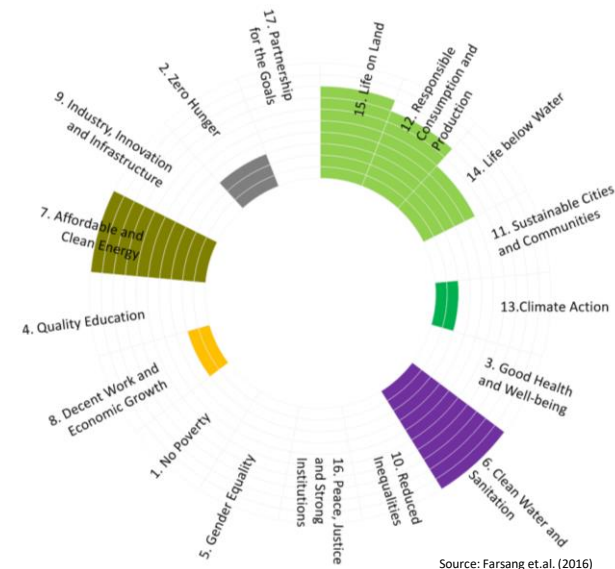 17. Partnership
for the Goals
15. Life on Land
12. Responsible
Consumption and
Production
14. Life below Water
11. Sustainable Cities
and Communities
13.Climate Action
3. Good Health
and Well-being
6. Clean Water and
Sanitation
10. Reduced
Inequalities
16. Peace, Justice
and Strong
Institutions
5. Gender Equality
1. No Poverty
8. Decent Work and
Economic Growth
4. Quality Education
7. Affordable and
Clean Energy
9. Industry, Innovation
and Infrastructure
2. Zero Hunger
Source: Farsang et.al. (2016)